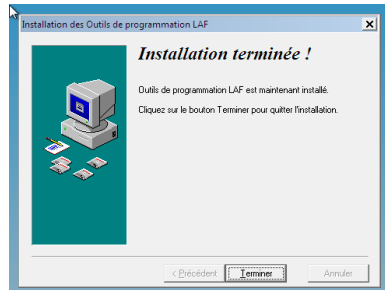 Installation des Outils de programmation LAF
Installation terminée !
Outils de programmation LAF est maintenant installé.
Cliquez sur le bouton Terminer pour quitter l'installation.
< Précédent
Terminer
Annuler